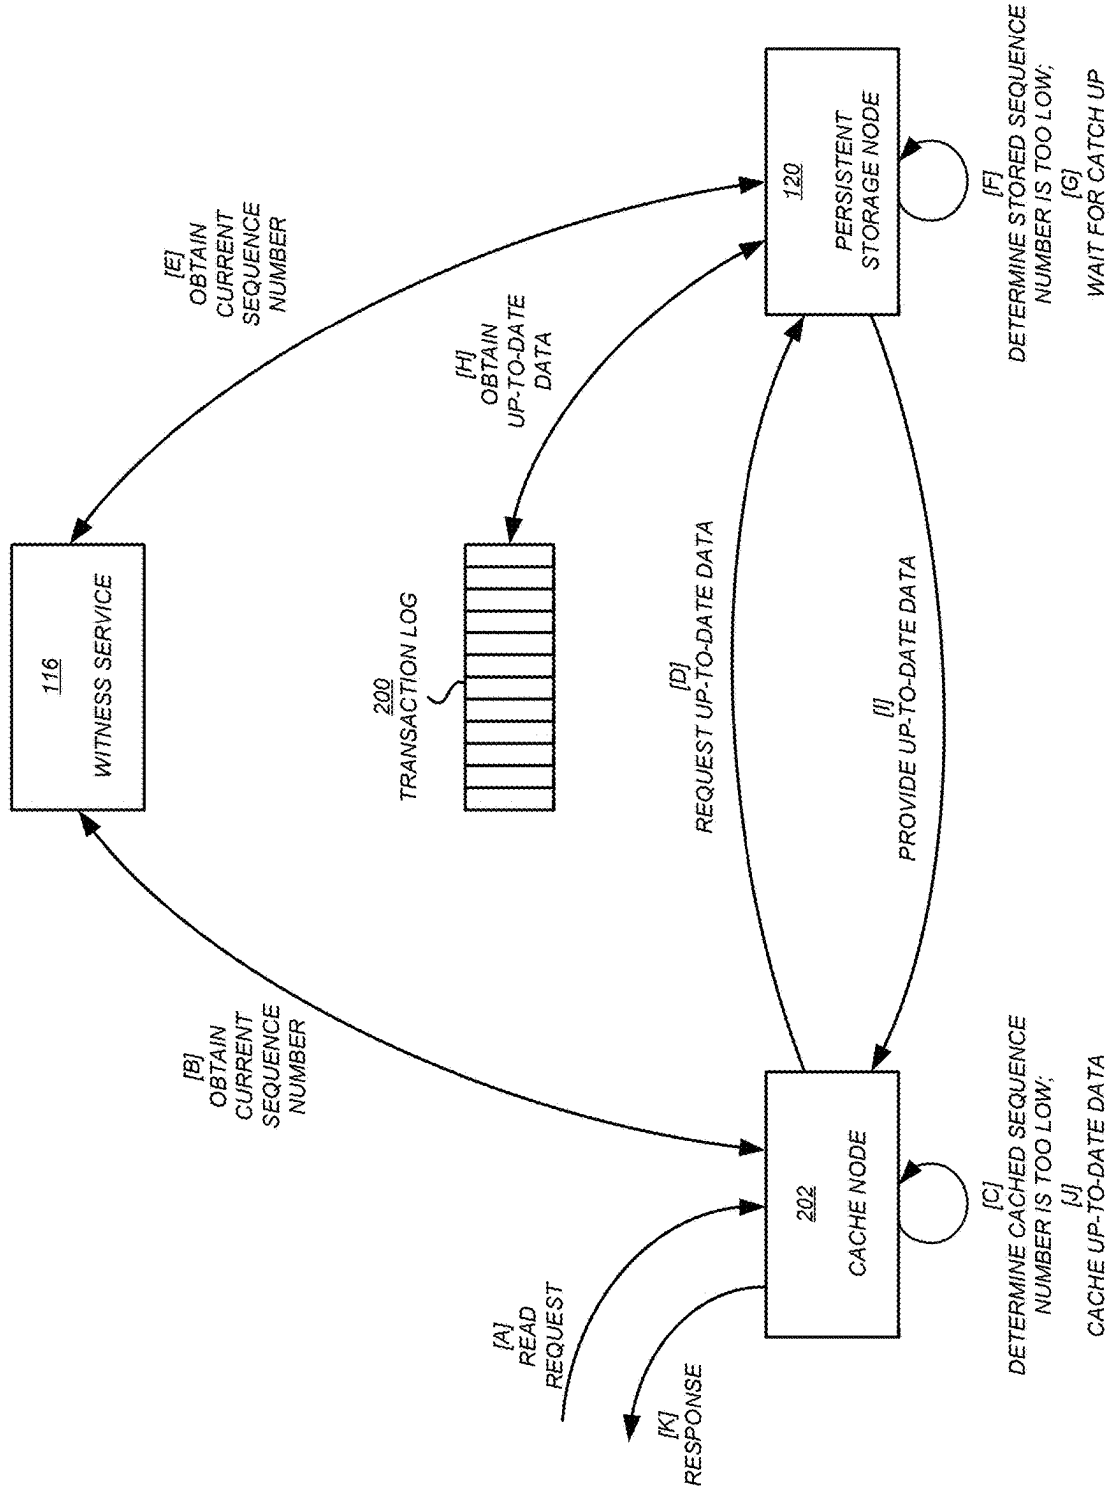 116
WITNESS SERVICE
[B]
OBTAIN
CURRENT
SEQUENCE
NUMBER
[E]
OBTAIN
CURRENT
SEQUENCE
NUMBER
200
TRANSACTION LOG
[H]
OBTAIN
UP-TO-DATE
DATA
[A]
READ
REQUEST
[K]
RESPONSE
[D]
REQUEST UP-TO-DATE DATA
202
CACHE NODE
120
PERSISTENT
STORAGE NODE
[I]
PROVIDE UP-TO-DATE DATA
[C]
DETERMINE CACHED SEQUENCE
NUMBER IS TOO LOW;
[J]
CACHE UP-TO-DATE DATA
[F]
DETERMINE STORED SEQUENCE
NUMBER IS TOO LOW;
[G]
WAIT FOR CATCH UP